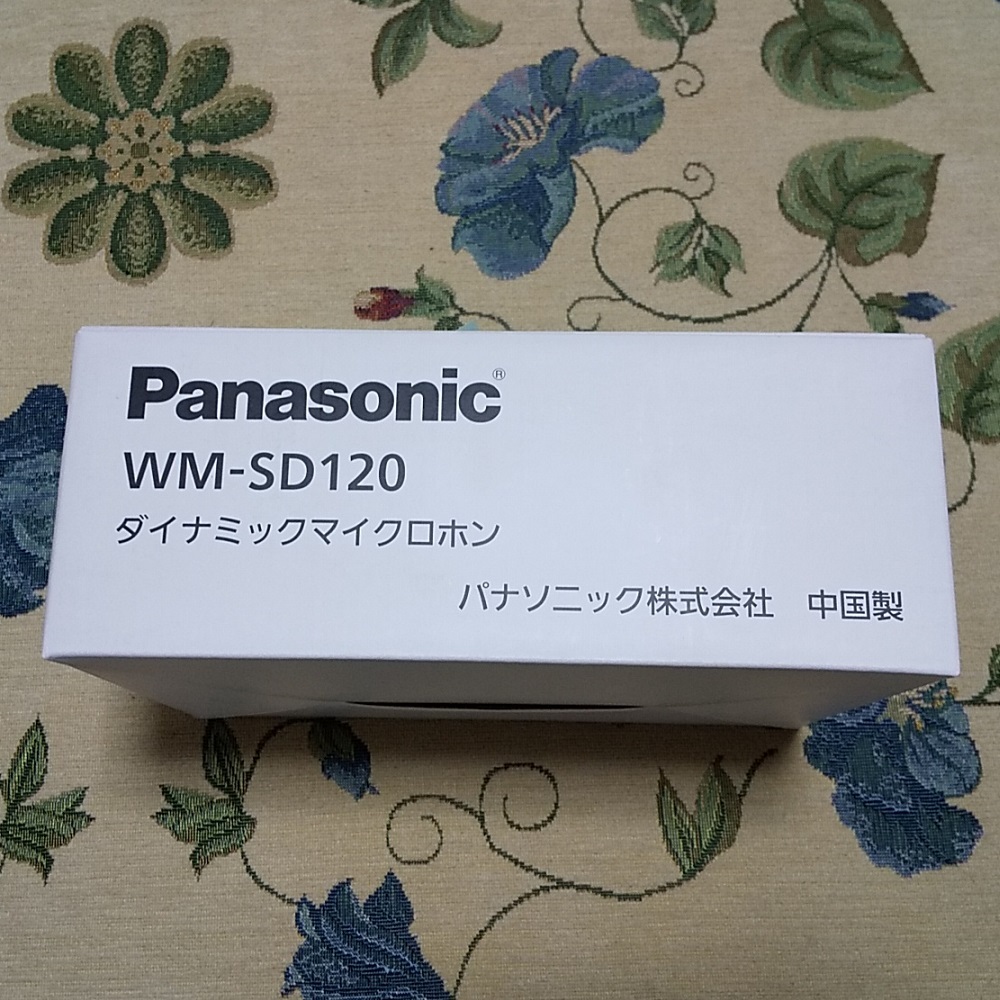 Panasonic®
WM-SD120
ダイナミックマイクロホン
パナソニック株式会社 中国製